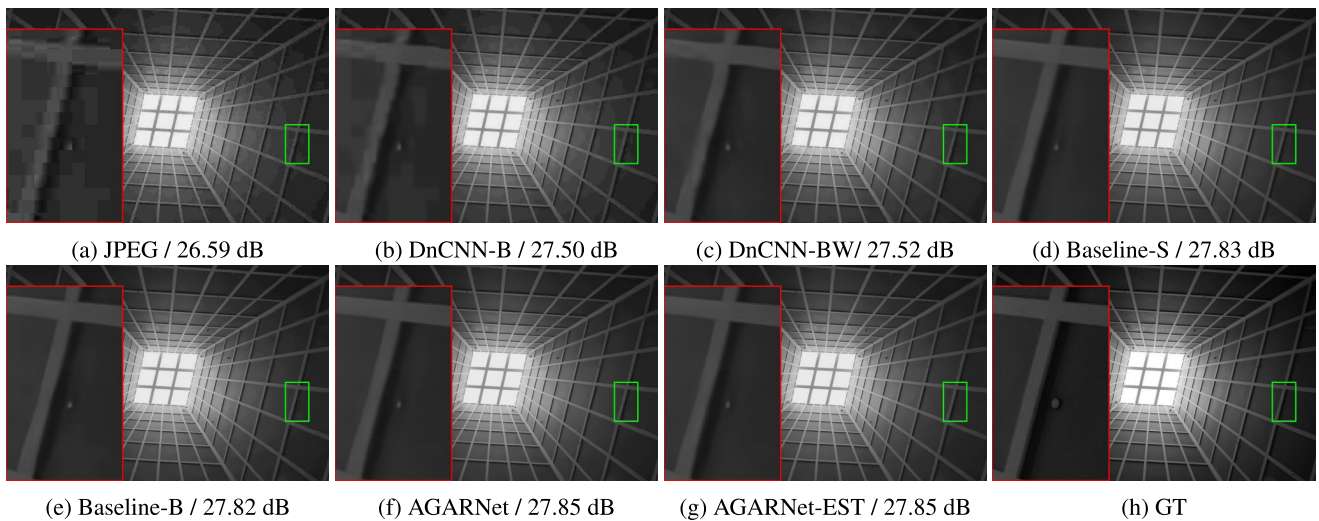 (a) JPEG / 26.59 dB
(b) DnCNN-B / 27.50 dB
(c) DnCNN-BW/ 27.52 dB
(d) Baseline-S / 27.83 dB
(e) Baseline-B / 27.82 dB
(f) AGARNet / 27.85 dB
(g) AGARNet-EST / 27.85 dB
(h) GT